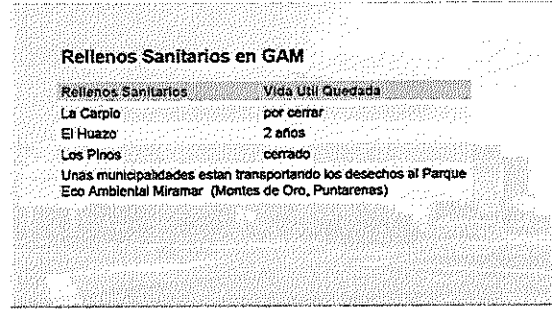 Rellenos Sanitarios en GAM
Rellenos Sanitarios Vida Util Quedada
La Carpio por cerrar
El Huazo 2 años
Los Pinos cerrado
Unas municipalidades estan transportando los desechos al Parque
Eco Ambiental Miramar (Montes de Oro, Puntarenas)